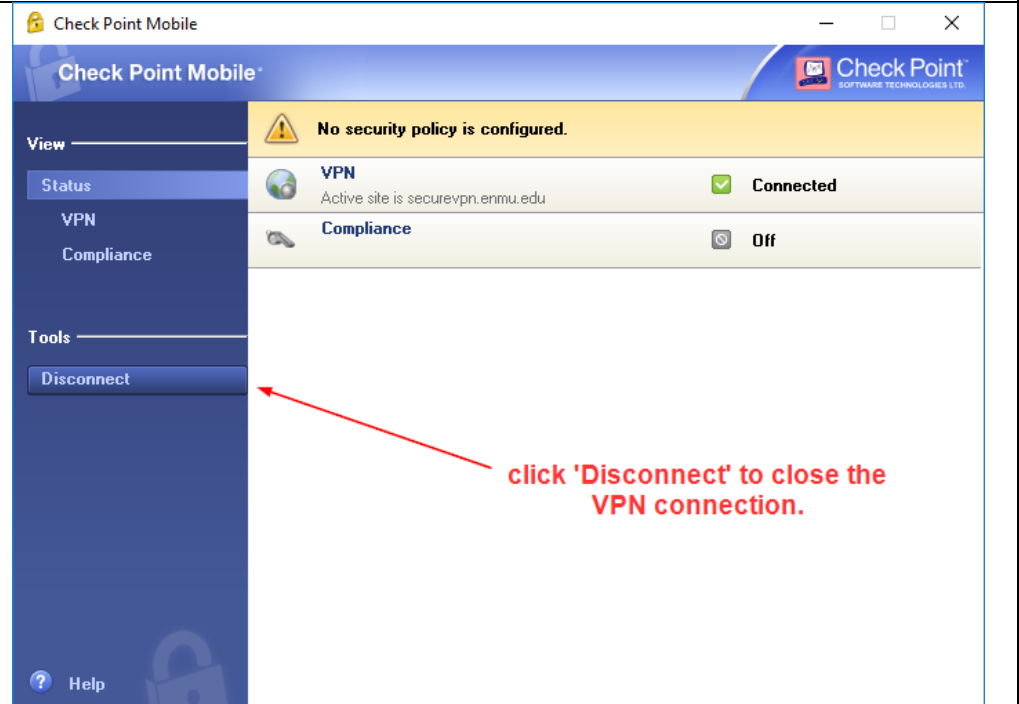 Check Point Mobile
Check Point Mobile
Check Point
SOFTWARE TECHNOLOGIES LTD.
View
Status
VPN
Compliance
Tools
Disconnect
Help
No security policy is configured.
VPN
Active site is securevpn.enmu.edu
Connected
Compliance
Off
click 'Disconnect' to close the
VPN connection.